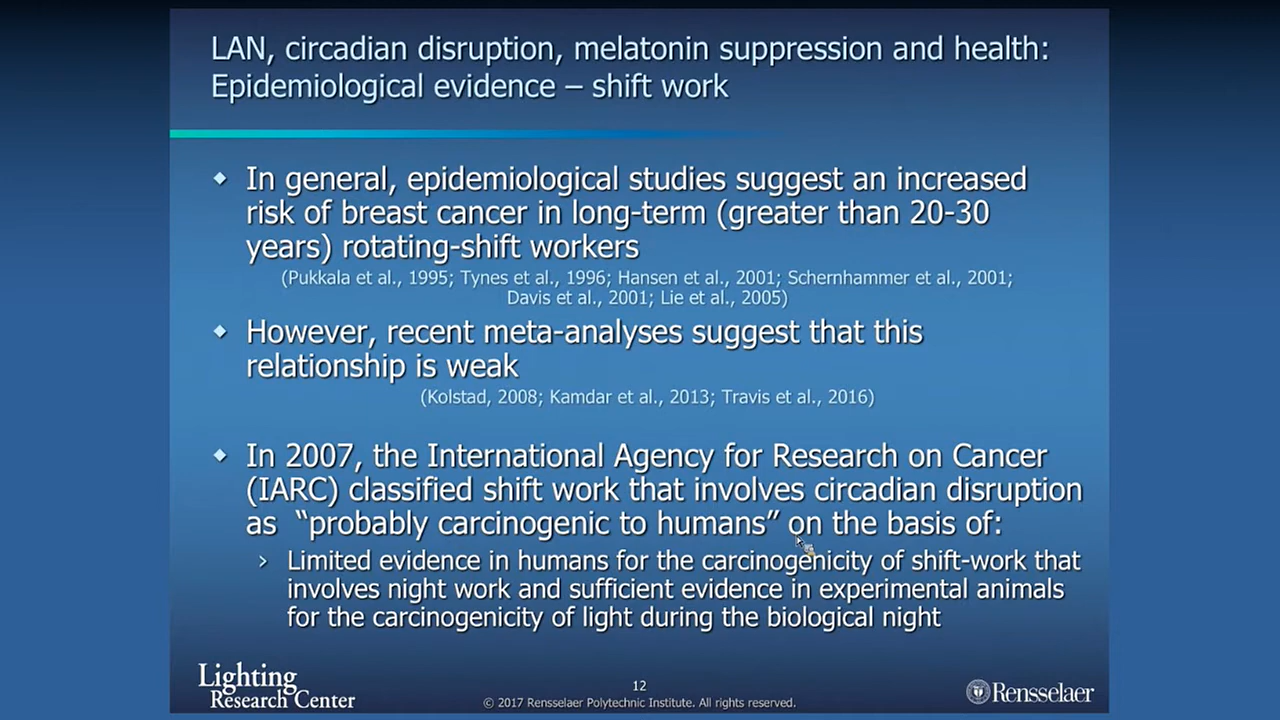 LAN, circadian disruption, melatonin suppression and health:
Epidemiological evidence – shift work
In general, epidemiological studies suggest an increased
risk of breast cancer in long-term (greater than 20-30
years) rotating-shift workers
(Pukkala et al., 1995; Tynes et al., 1996; Hansen et al., 2001; Schernhammer et al., 2001;
Davis et al., 2001; Lie et al., 2005)
However, recent meta-analyses suggest that this
relationship is weak
(Kolstad, 2008; Kamdar et al., 2013; Travis et al., 2016)
In 2007, the International Agency for Research on Cancer
(IARC) classified shift work that involves circadian disruption
as “probably carcinogenic to humans” on the basis of:
Limited evidence in humans for the carcinogenicity of shift-work that
involves night work and sufficient evidence in experimental animals
for the carcinogenicity of light during the biological night
Lighting
Research Center
12
© 2017 Rensselaer Polytechnic Institute. All rights reserved.
Rensselaer